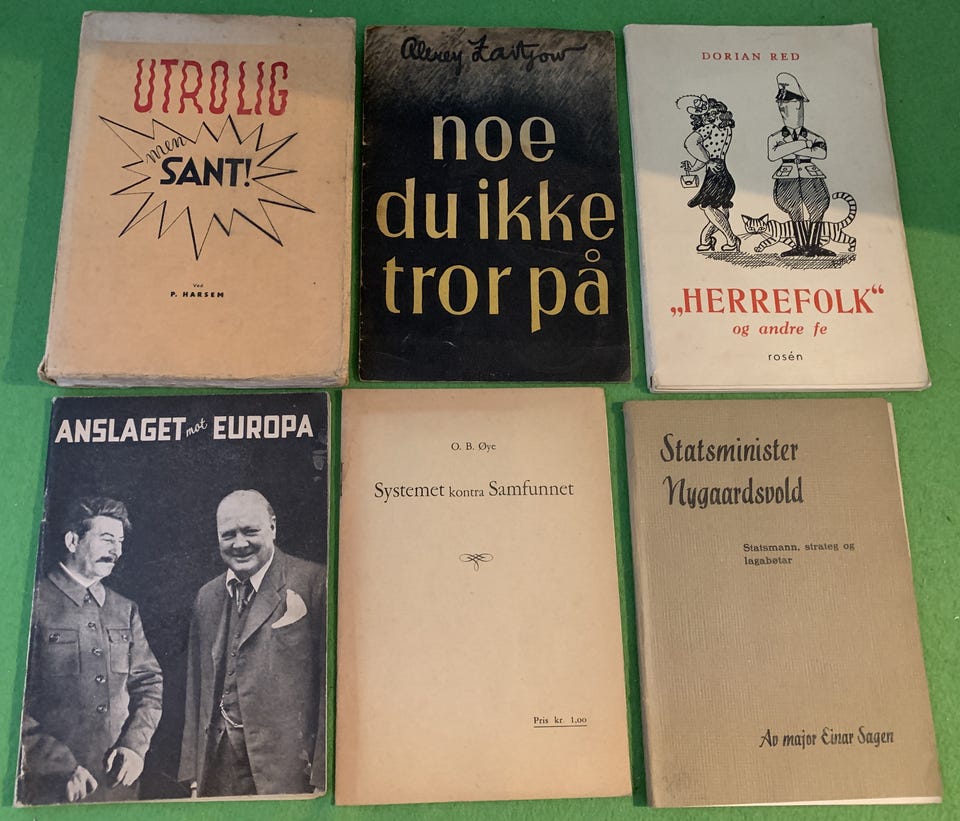 UTROLIG
men
SANT!
Ved
P. HARSEM
Alexey Zaitjow
noe
du ikke
tror på
DORIAN RED
„HERREFOLK“
og andre fe
rosén
ANSLAGET mot EUROPA
O. B. Øye
Systemet kontra Samfunnet
Pris kr. 1,00
Statsminister
Nygaardsvold
Statsmann, strateg og
lagabøtar
Av major Einar Sagen